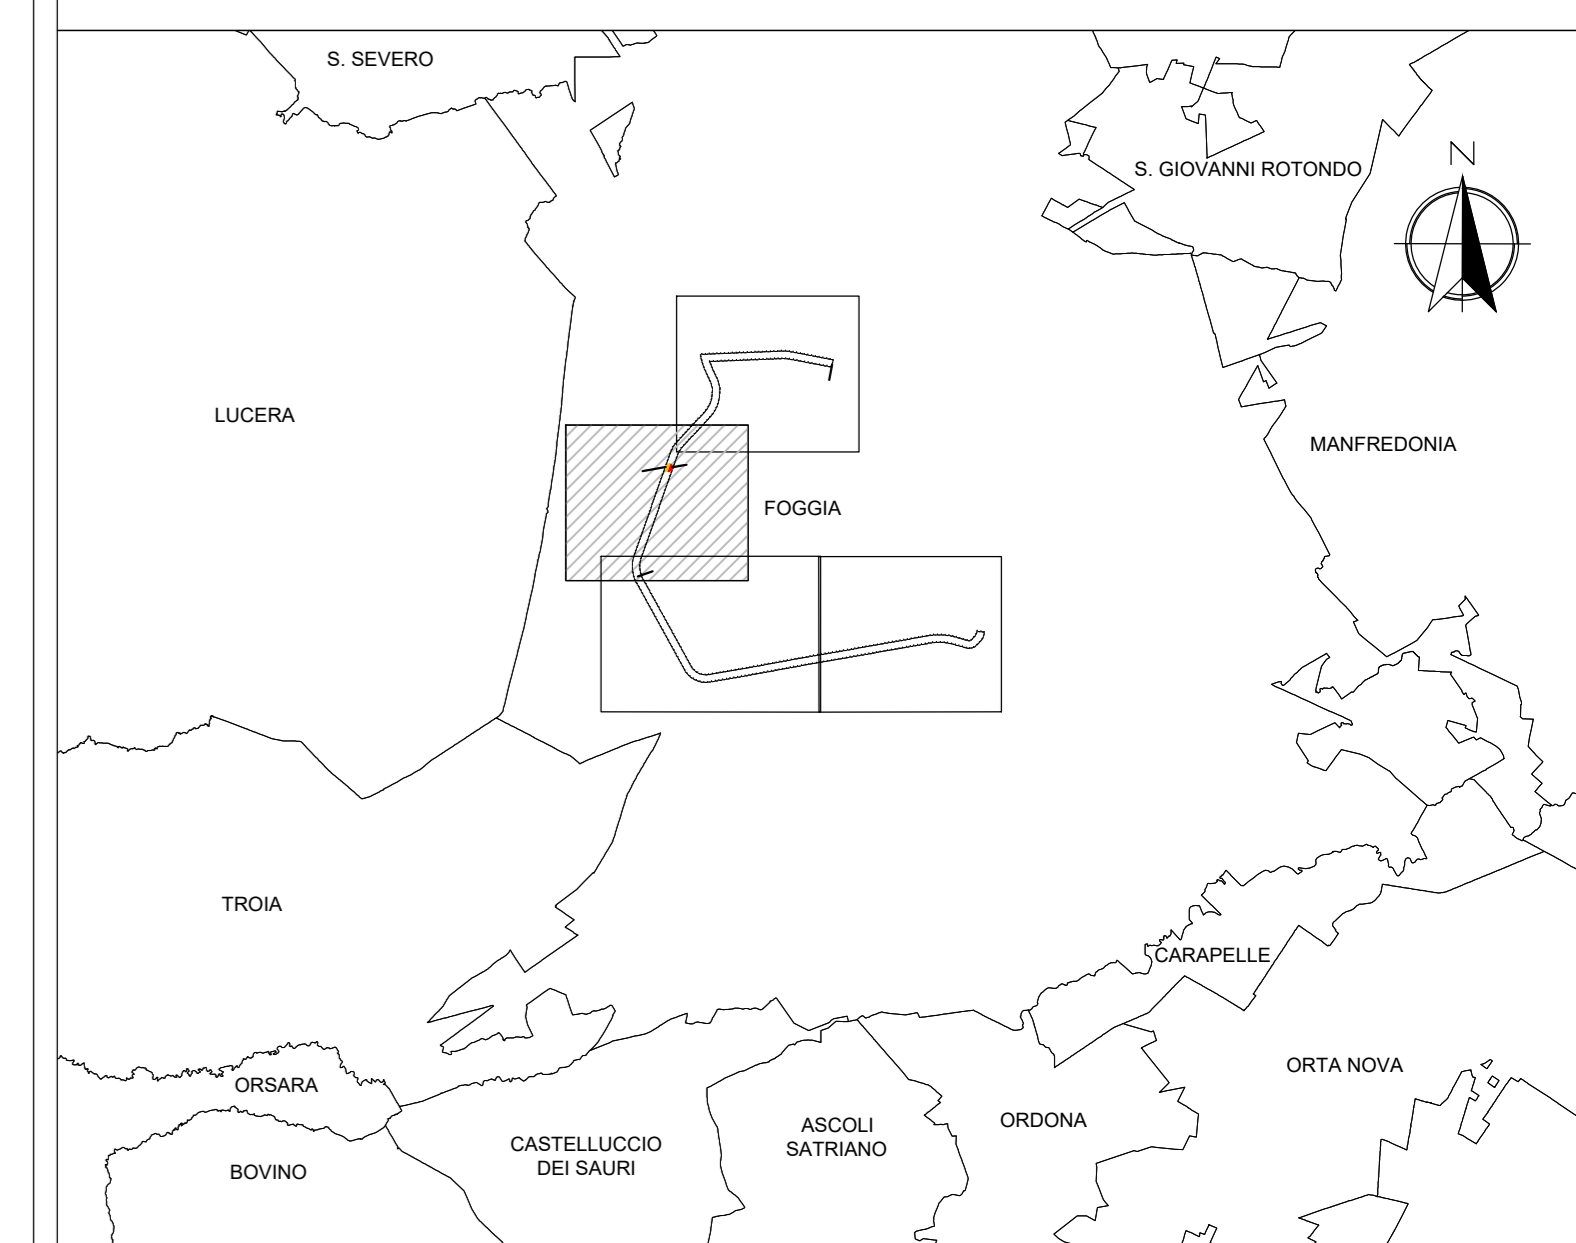 S. SEVERO
N
S. GIOVANNI ROTONDO
LUCERA
MANFREDONIA
FOGGIA
TROIA
CARAPELLE
ORTA NOVA
ORSARA
ORDONA
ASCOLI
SATRIANO
CASTELLUCCIO
DEI SAURI
BOVINO